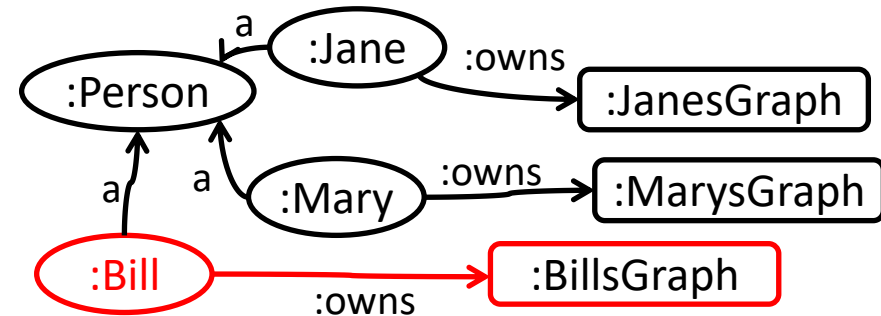 a
:Jane
:owns
:Person
:JanesGraph
a
a
:Mary
:owns
:MarysGraph
:Bill
:owns
:BillsGraph